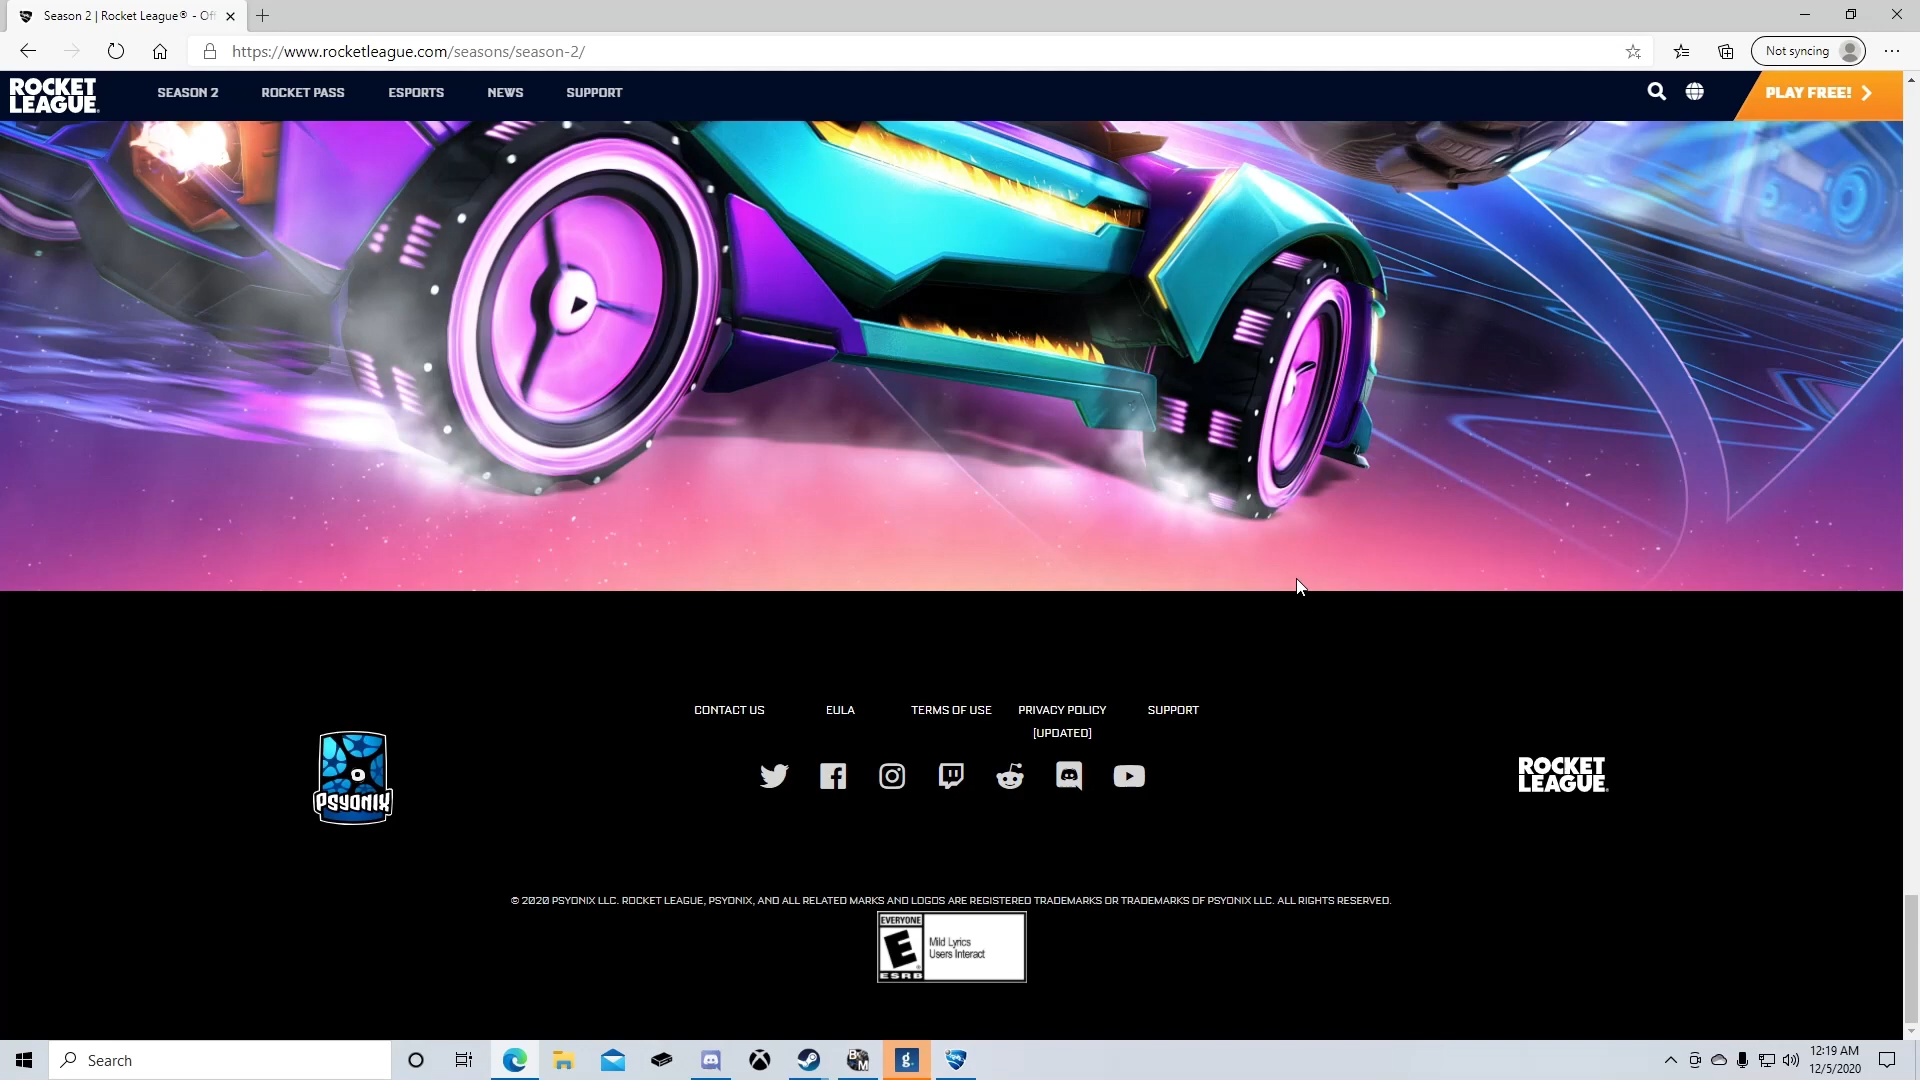 Season 2 | Rocket League® - Of
Not syncing
https://www.rocketleague.com/seasons/season-2/
ROCKET
LEAGUE
SEASON 2 ROCKET PASS ESPORTS NEWS SUPPORT
PLAY FREE!
CONTACT US EULA TERMS OF USE PRIVACY POLICY SUPPORT
[UPDATED]
PSYONIX
ROCKET
LEAGUE
© 2020 PSYONIX LLC. ROCKET LEAGUE, PSYONIX, AND ALL RELATED MARKS AND LOGOS ARE REGISTERED TRADEMARKS OR TRADEMARKS OF PSYONIX LLC. ALL RIGHTS RESERVED.
EVERYONE
E
ESRB
Mild Lyrics
Users Interact
Search
g.
12:19 AM
12/5/2020